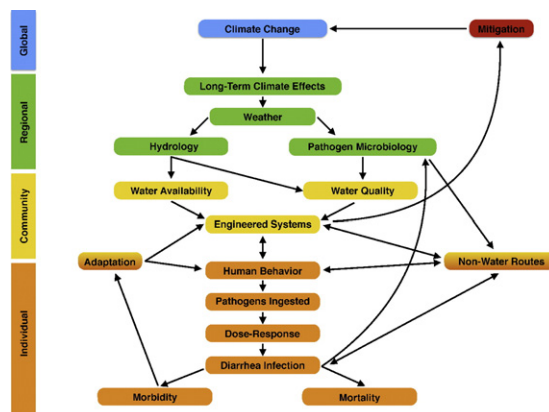 Global
Climate Change
Mitigation
Regional
Long-Term Climate Effects
Weather
Hydrology
Pathogen Microbiology
Community
Water Availability
Water Quality
Engineered Systems
Adaptation
Human Behavior
Non-Water Routes
Individual
Pathogens Ingested
Dose-Response
Diarrhea Infection
Morbidity
Mortality